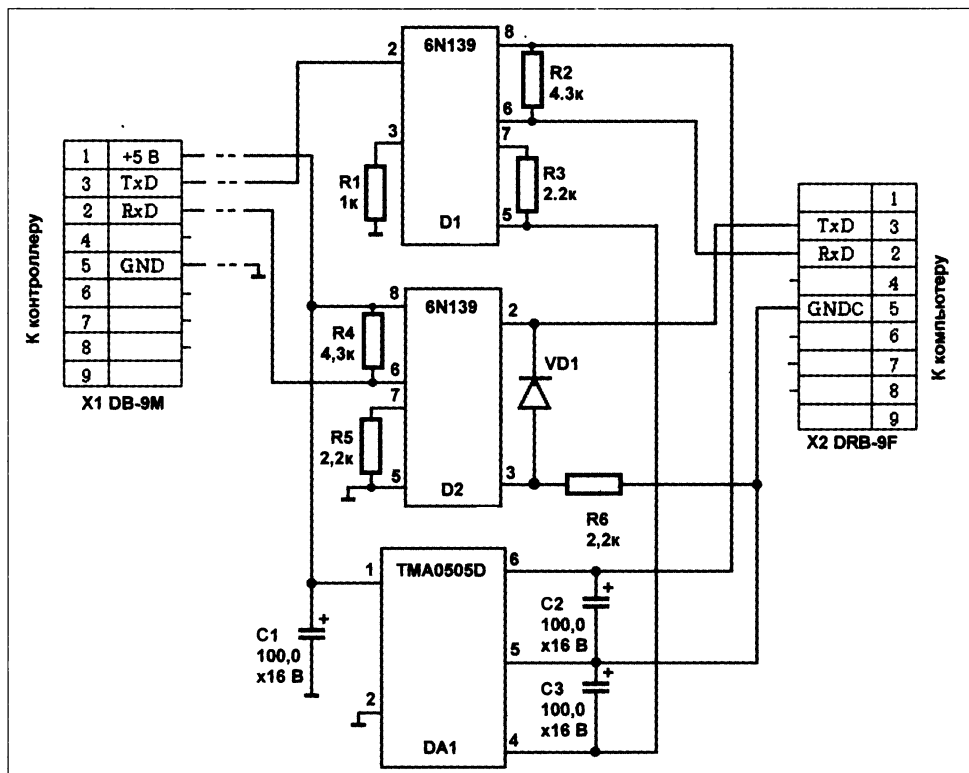 К контроллеру
1 +5 В
3 TxD
2 RxD
4
5 GND
6
7
8
9
X1 DB-9M
6N139
2
3
8
6
7
5
D1
R1
1к
R2
4.3к
R3
2.2к
6N139
8
6
7
5
2
3
D2
R4
4,3к
R5
2,2к
VD1
R6
2,2к
TMA0505D
1
2
6
5
4
DA1
C1
100,0
x16 В
+
C2
100,0
x16 В
+
C3
100,0
x16 В
+
1
TxD 3
RxD 2
4
GNDC 5
6
7
8
9
X2 DRB-9F
К компьютеру